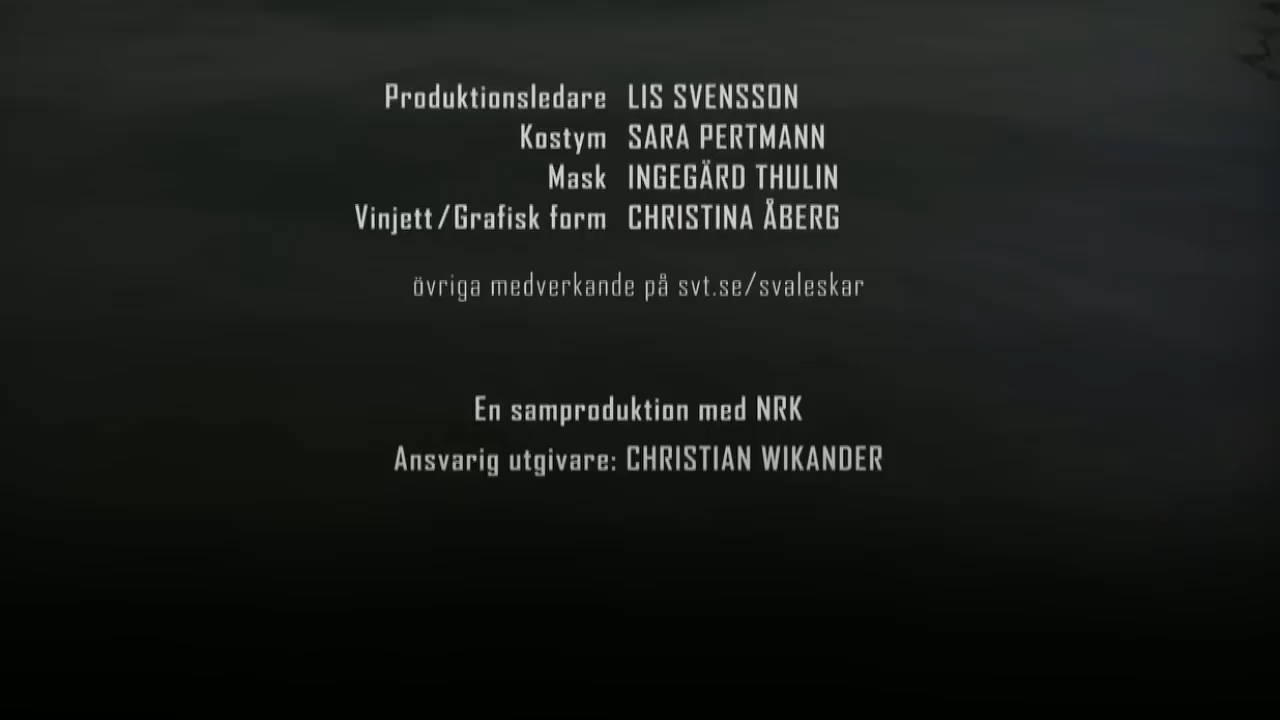 Produktionsledare LIS SVENSSON
Kostym SARA PERTMANN
Mask INGEGÄRD THULIN
Vinjett/Grafisk form CHRISTINA ÅBERG
övriga medverkande på svt.se/svaleskar
En samproduktion med NRK
Ansvarig utgivare: CHRISTIAN WIKANDER